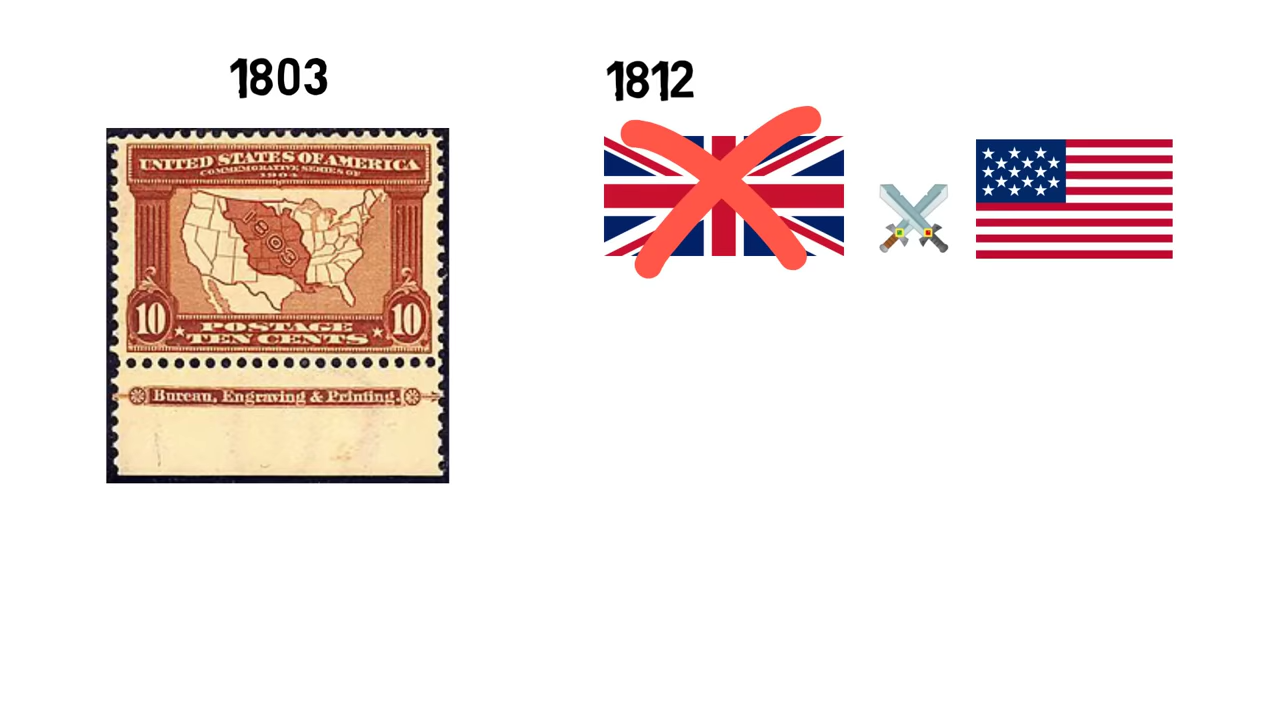 1803
1812
UNITED STATES OF AMERICA
COMMEMORATIVE SERIES OF
1904
1803
10
10
POSTAGE
TEN CENTS
Bureau, Engraving & Printing.